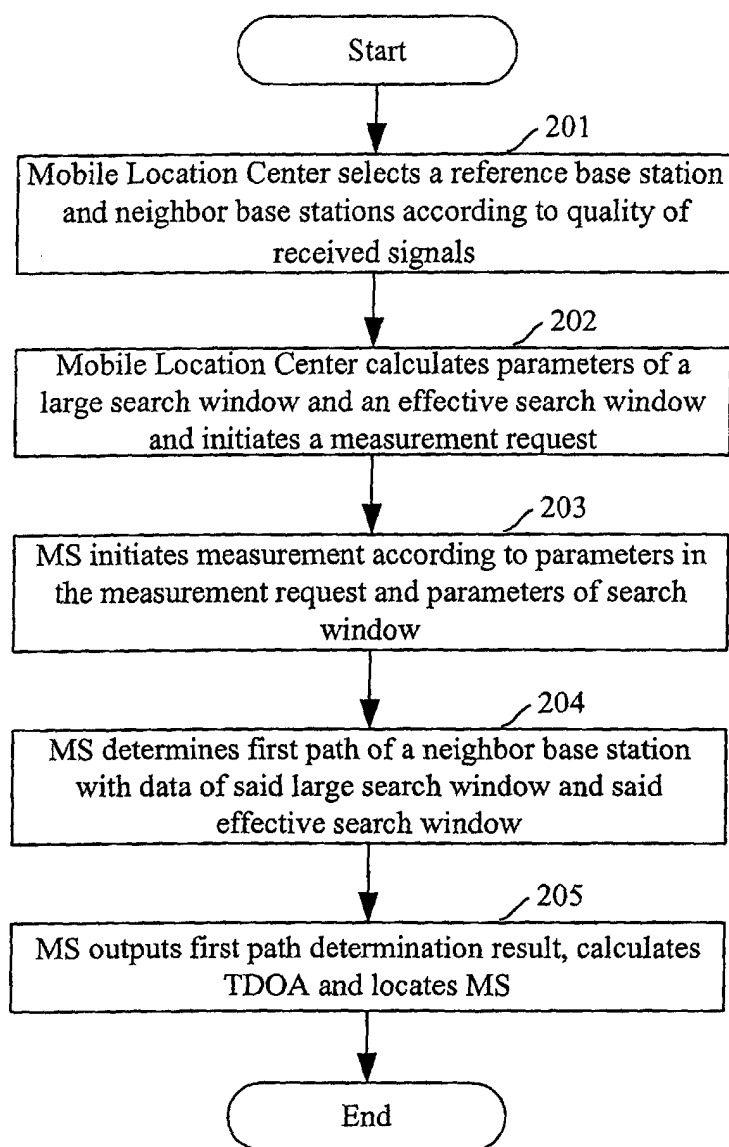 Start
201
Mobile Location Center selects a reference base station
and neighbor base stations according to quality of
received signals
202
Mobile Location Center calculates parameters of a
large search window and an effective search window
and initiates a measurement request
203
MS initiates measurement according to parameters in
the measurement request and parameters of search
window
204
MS determines first path of a neighbor base station
with data of said large search window and said
effective search window
205
MS outputs first path determination result, calculates
TDOA and locates MS
End